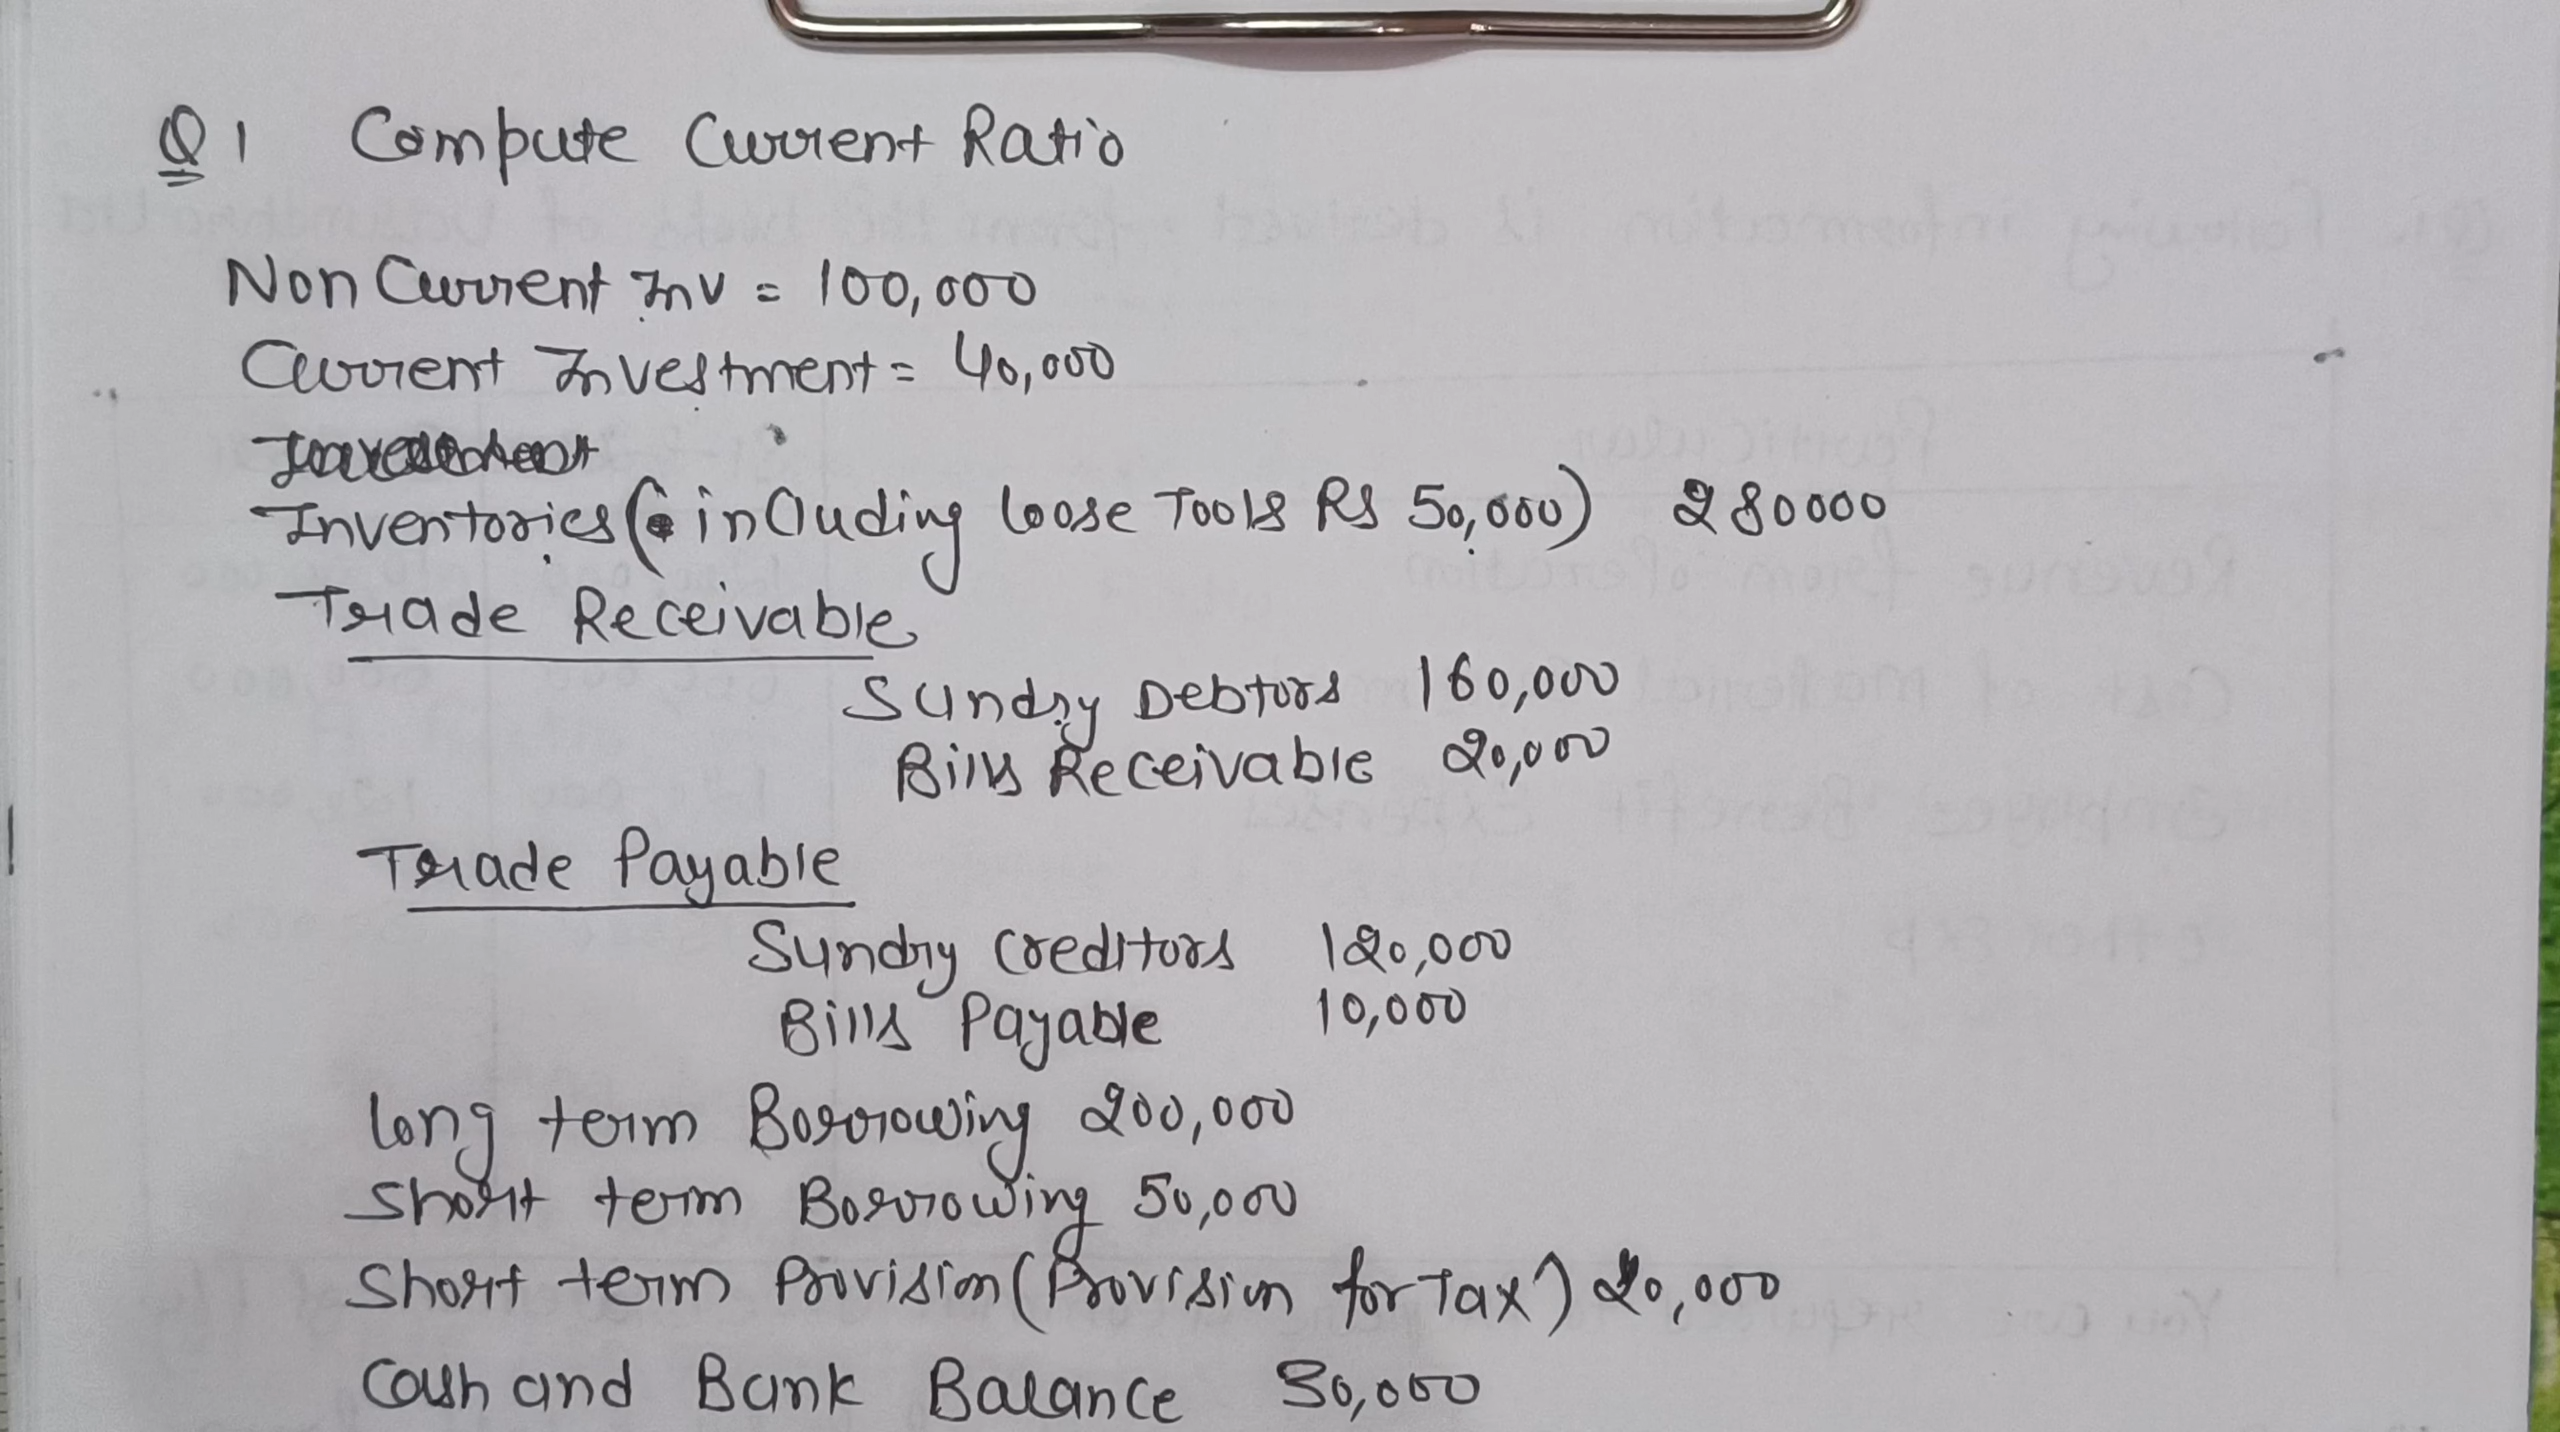 Q1 Compute Current Ratio
Non Current Inv = 100,000
Current Investment = 40,000
Inventories (including loose Tools Rs 50,000) 280000
Trade Receivable
Sundry Debtors 160,000
Bills Receivable 20,000
Trade Payable
Sundry Creditors 120,000
Bills Payable 10,000
long term Borrowing 200,000
Short term Borrowing 50,000
Short term Provision (Provision for Tax) 20,000
Cash and Bank Balance 30,000